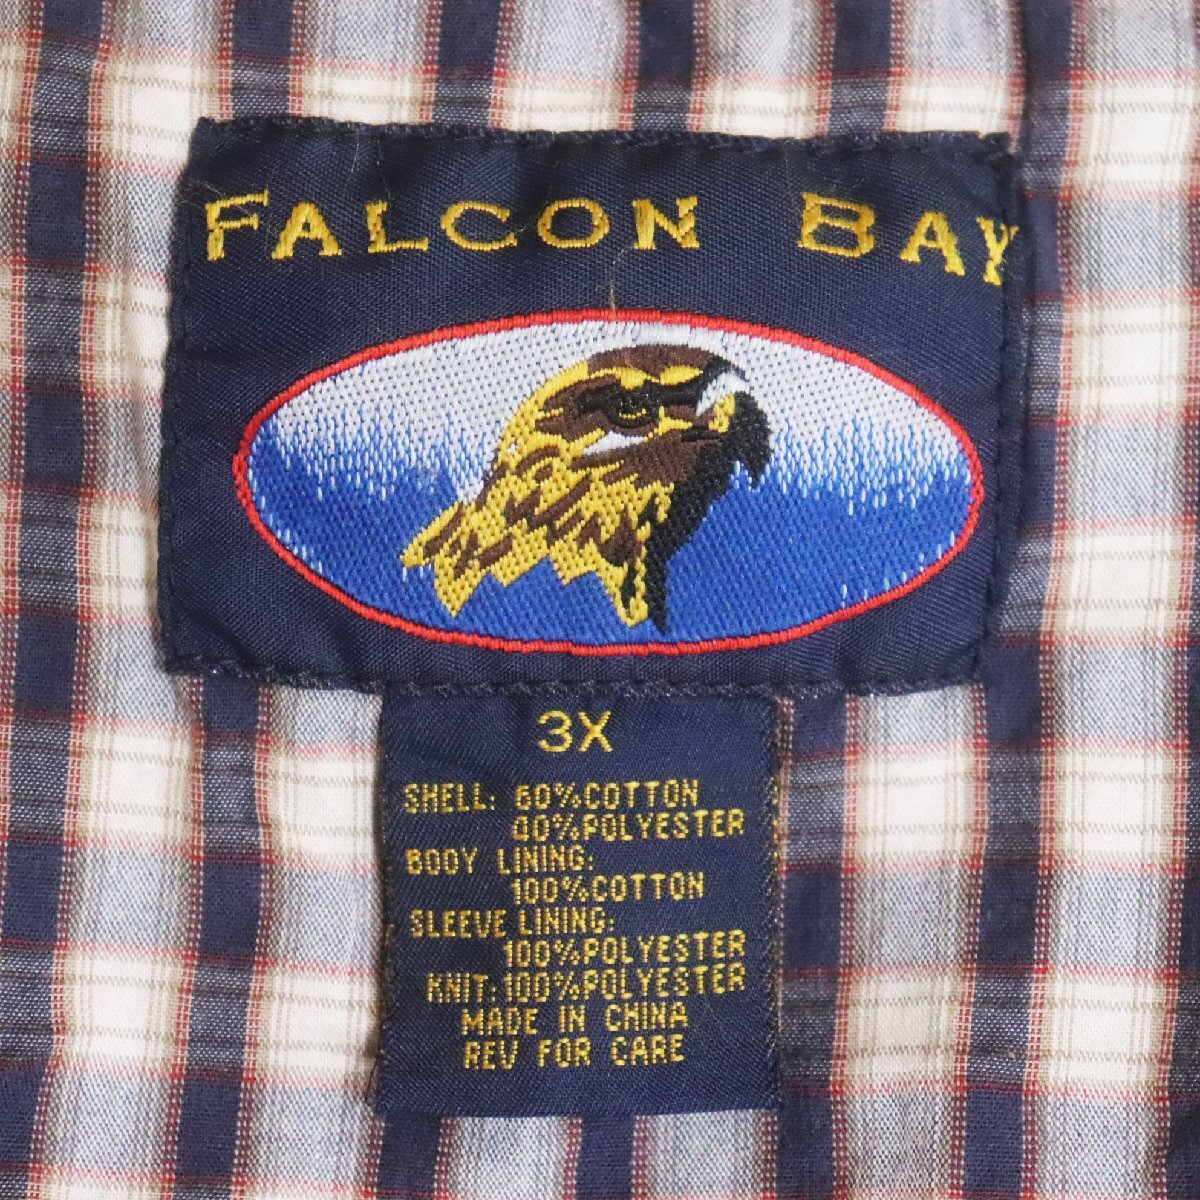 FALCON BAY
3X
SHELL: 60%COTTON
40%POLYESTER
BODY LINING:
100%COTTON
SLEEVE LINING:
100%POLYESTER
KNIT: 100%POLYESTER
MADE IN CHINA
REV FOR CARE